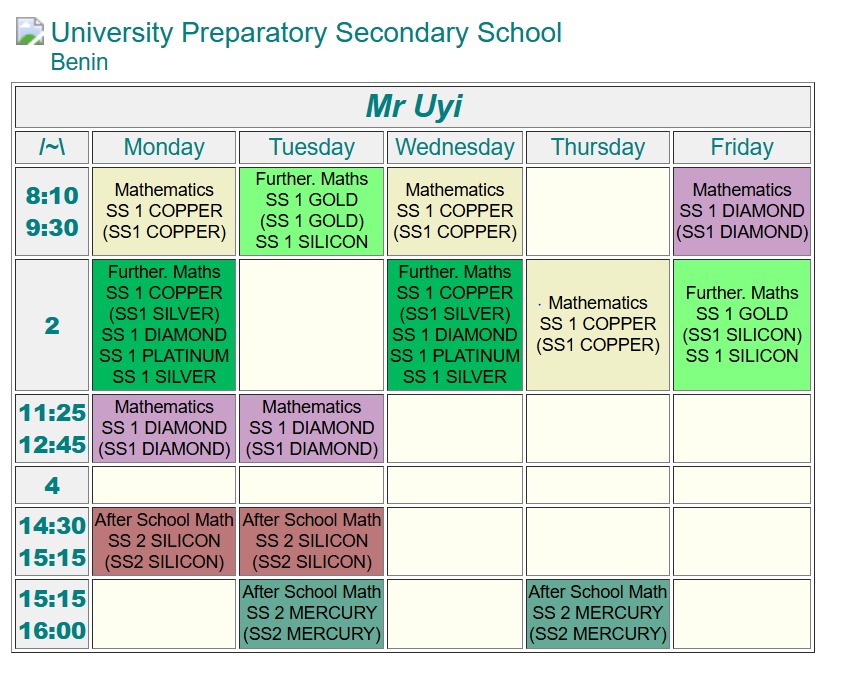 University Preparatory Secondary School
Benin
Mr Uyi
/~\ Monday Tuesday Wednesday Thursday Friday
8:10
9:30
Mathematics
SS 1 COPPER
(SS1 COPPER)
Further. Maths
SS 1 GOLD
(SS 1 GOLD)
SS 1 SILICON
Mathematics
SS 1 COPPER
(SS1 COPPER)
Mathematics
SS 1 DIAMOND
(SS1 DIAMOND)
2
Further. Maths
SS 1 COPPER
(SS1 SILVER)
SS 1 DIAMOND
SS 1 PLATINUM
SS 1 SILVER
Further. Maths
SS 1 COPPER
(SS1 SILVER)
SS 1 DIAMOND
SS 1 PLATINUM
SS 1 SILVER
Mathematics
SS 1 COPPER
(SS1 COPPER)
Further. Maths
SS 1 GOLD
(SS1 SILICON)
SS 1 SILICON
11:25
12:45
Mathematics
SS 1 DIAMOND
(SS1 DIAMOND)
Mathematics
SS 1 DIAMOND
(SS1 DIAMOND)
4
14:30
15:15
After School Math
SS 2 SILICON
(SS2 SILICON)
After School Math
SS 2 SILICON
(SS2 SILICON)
15:15
16:00
After School Math
SS 2 MERCURY
(SS2 MERCURY)
After School Math
SS 2 MERCURY
(SS2 MERCURY)